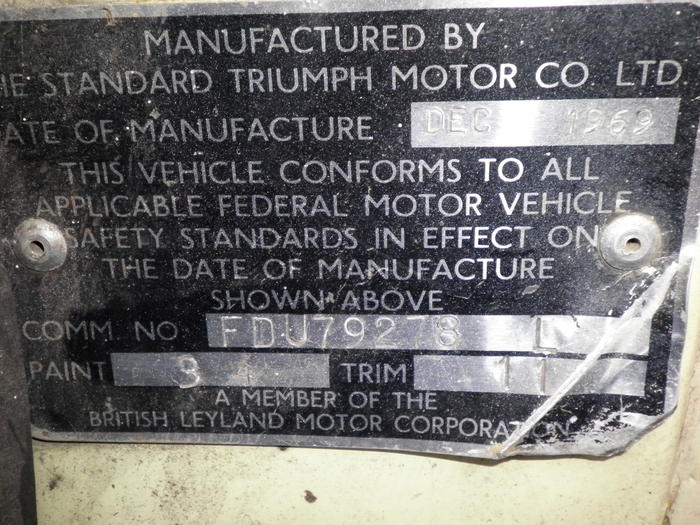 MANUFACTURED BY
HE STANDARD TRIUMPH MOTOR CO. LTD
ATE OF MANUFACTURE DEC 1969
THIS VEHICLE CONFORMS TO ALL
APPLICABLE FEDERAL MOTOR VEHICLE
SAFETY STANDARDS IN EFFECT ON
THE DATE OF MANUFACTURE
SHOWN ABOVE
COMM NO FDU79278 L
PAINT 34 TRIM 11
A MEMBER OF THE
BRITISH LEYLAND MOTOR CORPORATION